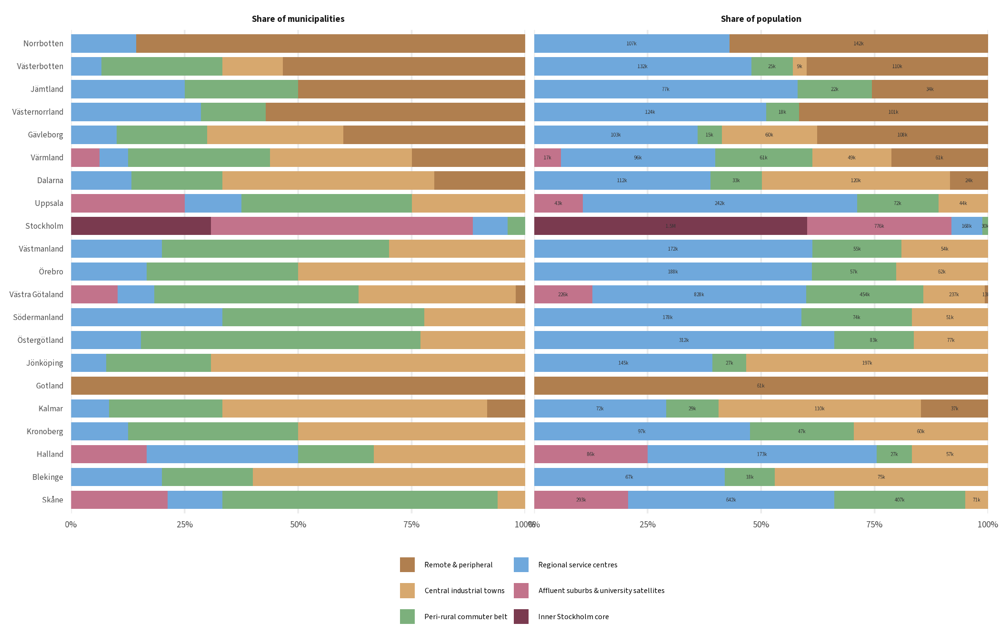 Share of municipalities Share of population
Norrbotten 107k 142k
Västerbotten 132k 25k 9k 110k
Jämtland 77k 22k 34k
Västernorrland 124k 18k 101k
Gävleborg 103k 15k 60k 108k
Värmland 17k 96k 61k 49k 61k
Dalarna 112k 33k 120k 24k
Uppsala 43k 242k 72k 44k
Stockholm 1.5M 776k 168k 30k
Västmanland 172k 55k 54k
Örebro 188k 57k 62k
Västra Götaland 226k 828k 454k 237k 13k
Södermanland 178k 74k 51k
Östergötland 312k 83k 77k
Jönköping 145k 27k 197k
Gotland 61k
Kalmar 72k 29k 110k 37k
Kronoberg 97k 47k 60k
Halland 86k 173k 27k 57k
Blekinge 67k 18k 75k
Skåne 293k 642k 407k 71k
0% 25% 50% 75% 100% 0% 25% 50% 75% 100%
Remote & peripheral Regional service centres
Central industrial towns Affluent suburbs & university satellites
Peri-rural commuter belt Inner Stockholm core